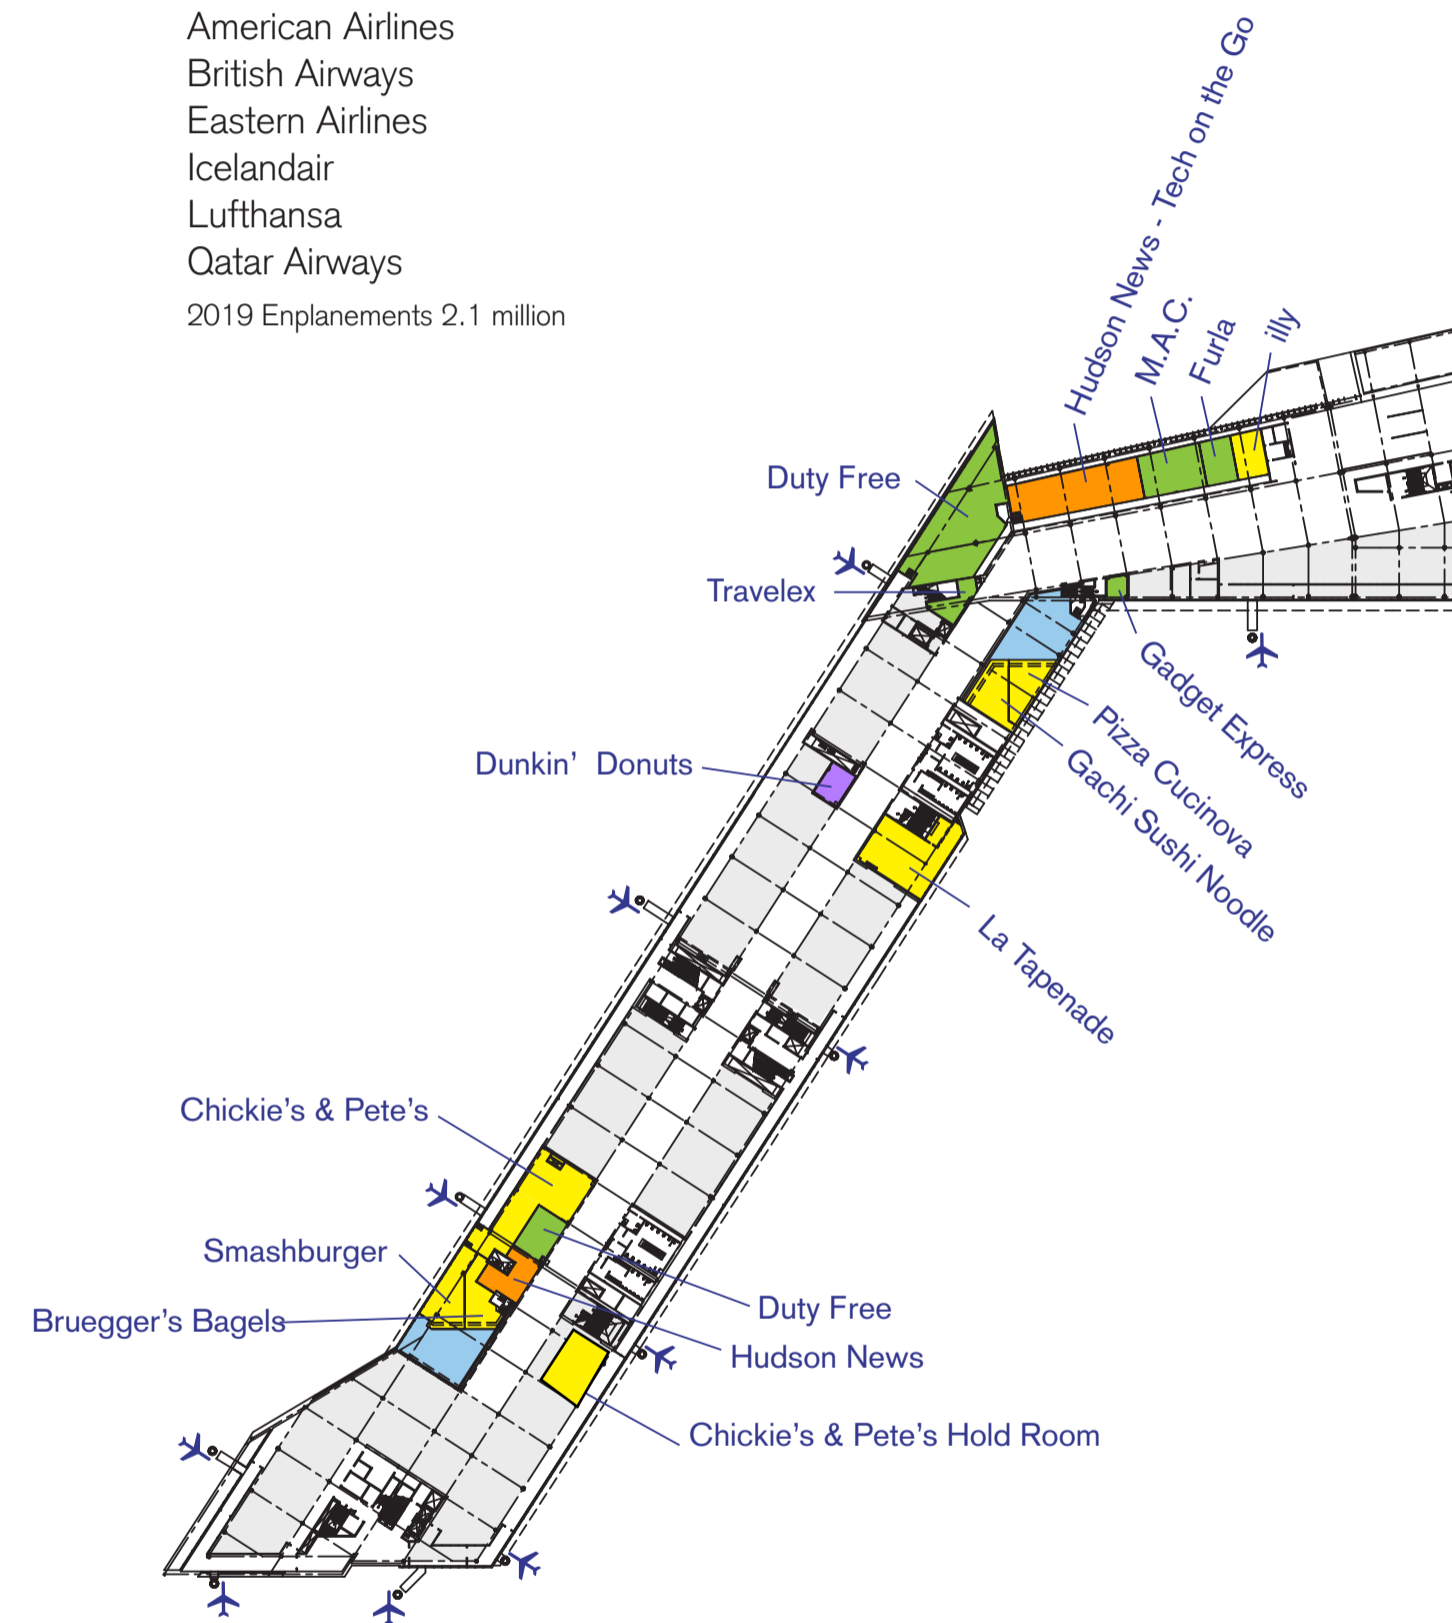 American Airlines
British Airways
Eastern Airlines
Icelandair
Lufthansa
Qatar Airways
2019 Enplanements 2.1 million
Hudson News - Tech on the Go
M.A.C.
Furla
illy
Duty Free
Travelex
Gadget Express
Pizza Cucinova
Gachi Sushi Noodle
Dunkin’ Donuts
La Tapenade
Chickie’s & Pete’s
Smashburger
Bruegger’s Bagels
Duty Free
Hudson News
Chickie’s & Pete’s Hold Room